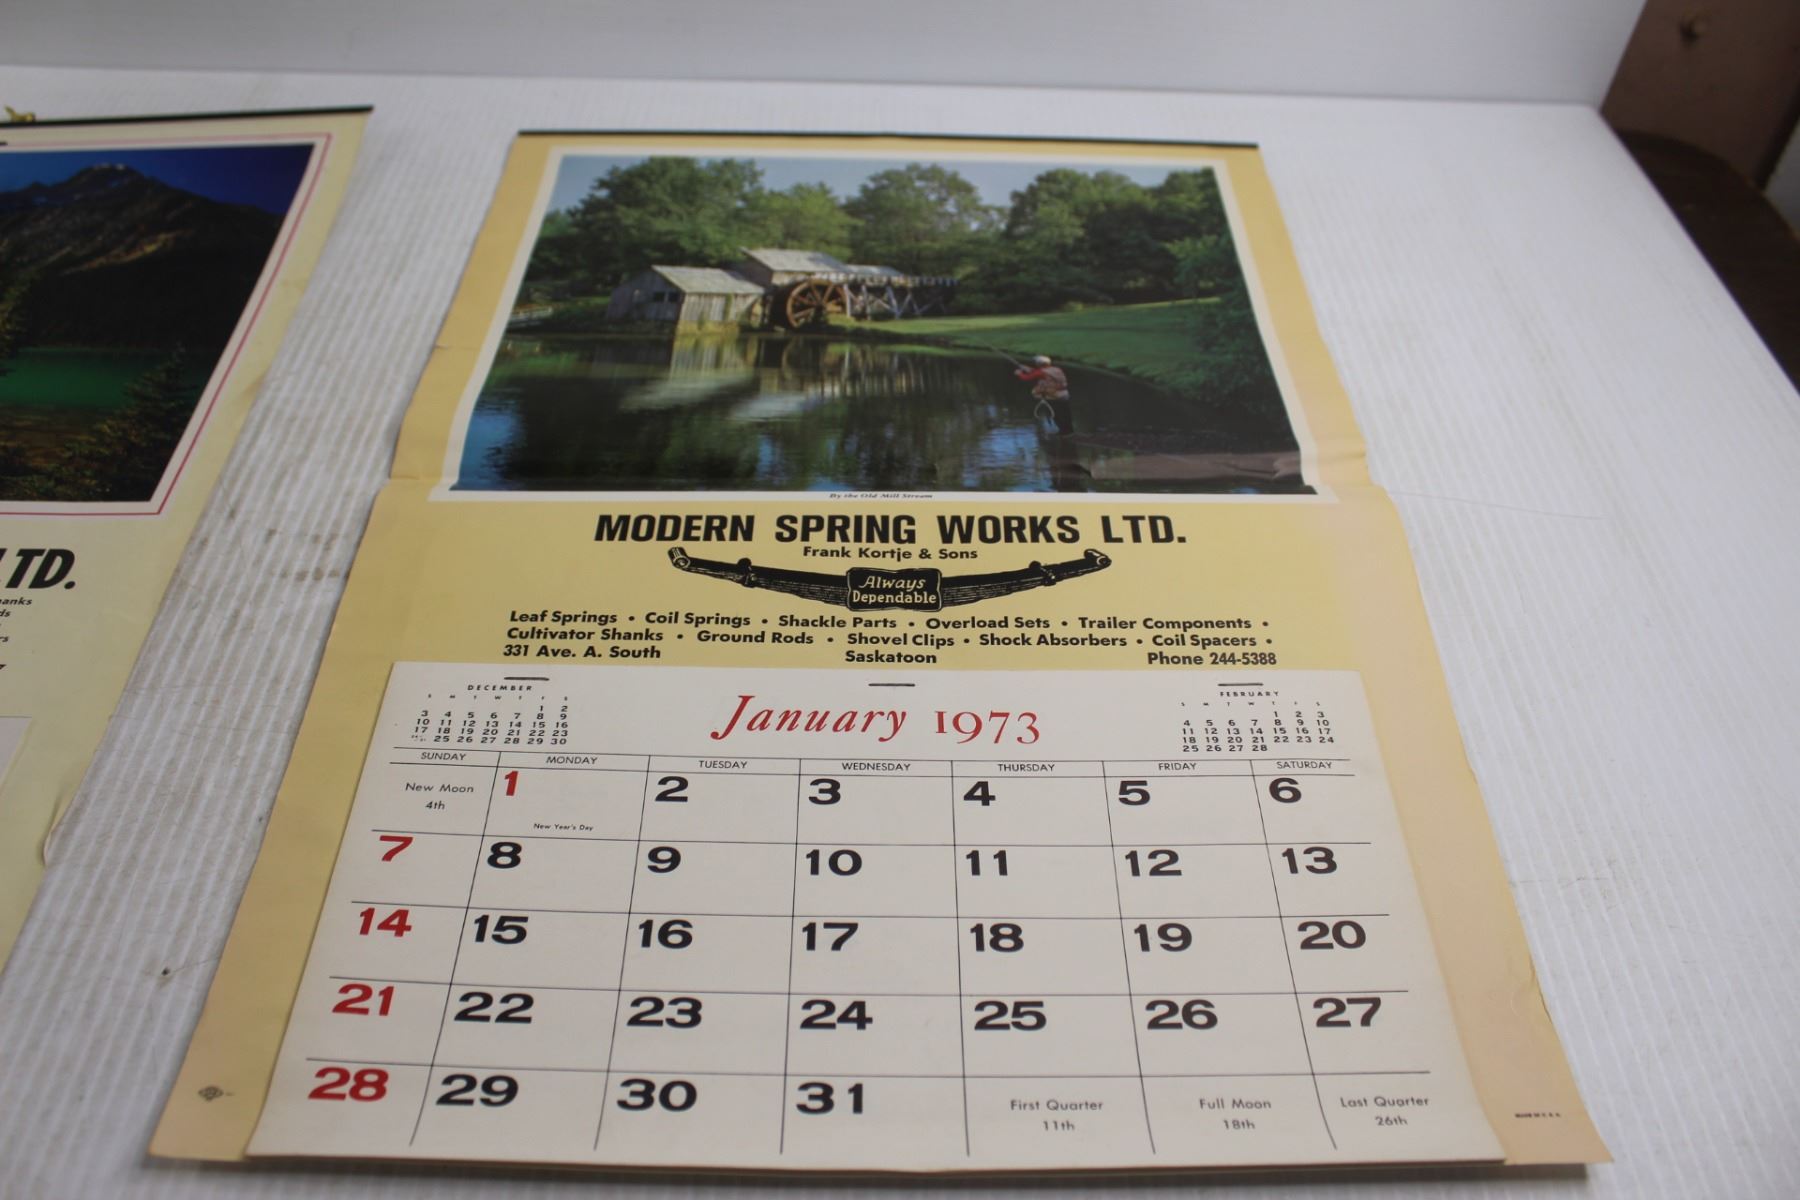 LTD.
By the Old Mill Stream
MODERN SPRING WORKS LTD.
Frank Kortje & Sons
Always
Dependable
Leaf Springs • Coil Springs • Shackle Parts • Overload Sets • Trailer Components •
Cultivator Shanks • Ground Rods • Shovel Clips • Shock Absorbers • Coil Spacers •
331 Ave. A. South Saskatoon Phone 244-5388
DECEMBER
S M T W T F S
1 2
3 4 5 6 7 8 9
10 11 12 13 14 15 16
17 18 19 20 21 22 23
25 26 27 28 29 30
January 1973
FEBRUARY
S M T W T F S
1 2 3
4 5 6 7 8 9 10
11 12 13 14 15 16 17
18 19 20 21 22 23 24
25 26 27 28
SUNDAY MONDAY TUESDAY WEDNESDAY THURSDAY FRIDAY SATURDAY
New Moon
4th
1 2 3 4 5 6
New Year's Day
7 8 9 10 11 12 13
14 15 16 17 18 19 20
21 22 23 24 25 26 27
28 29 30 31
First Quarter
11th
Full Moon
18th
Last Quarter
26th